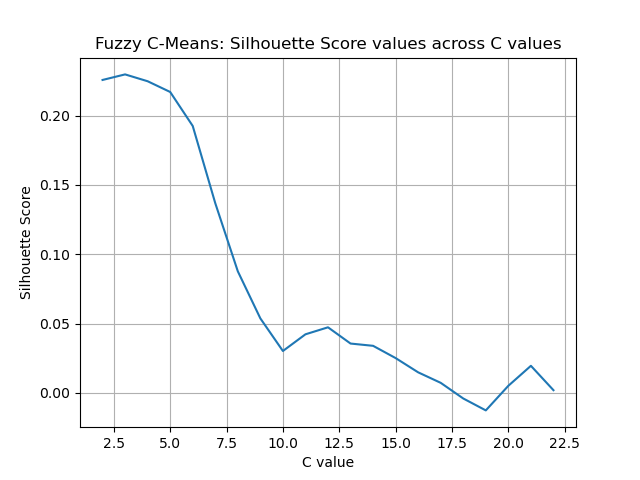 Fuzzy C-Means: Silhouette Score values across C values
Silhouette Score
0.20
0.15
0.10
0.05
0.00
2.5 5.0 7.5 10.0 12.5 15.0 17.5 20.0 22.5
C value